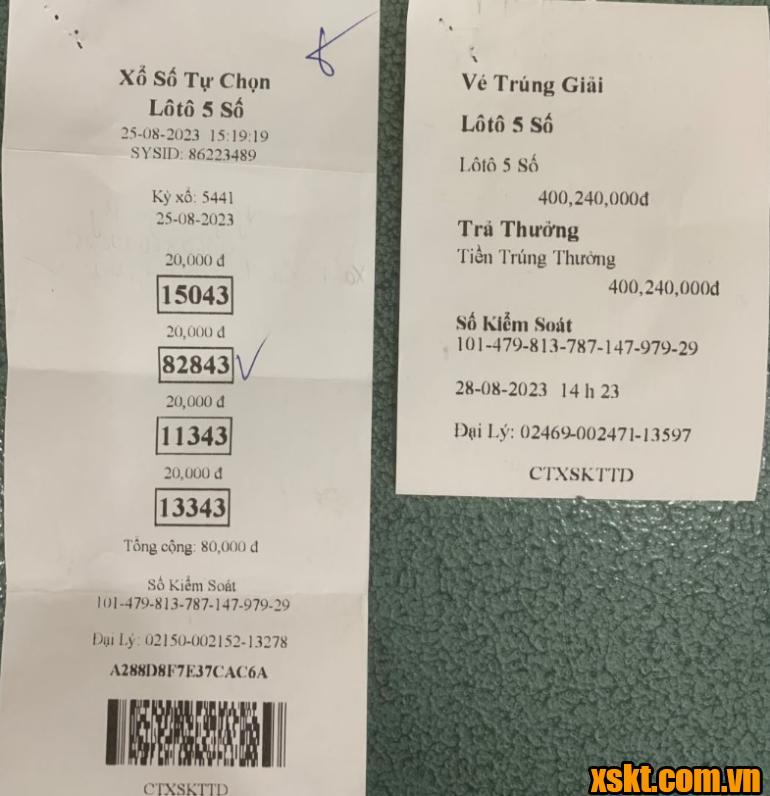 Xổ Số Tự Chọn
Lôtô 5 Số
25-08-2023 15:19:19
SYSID: 86223489
Kỳ xổ: 5441
25-08-2023
20,000 đ
15043
20,000 đ
82843
20,000 đ
11343
20,000 đ
13343
Tổng cộng: 80,000 đ
Số Kiểm Soát
101-479-813-787-147-979-29
Đại Lý: 02150-002152-13278
A288D8F7E37CAC6A
CTXSKTTD
Vé Trúng Giải
Lôtô 5 Số
Lôtô 5 Số
400,240,000đ
Trả Thưởng
Tiền Trúng Thưởng
400,240,000đ
Số Kiểm Soát
101-479-813-787-147-979-29
28-08-2023 14 h 23
Đại Lý: 02469-002471-13597
CTXSKTTD
xskt.com.vn